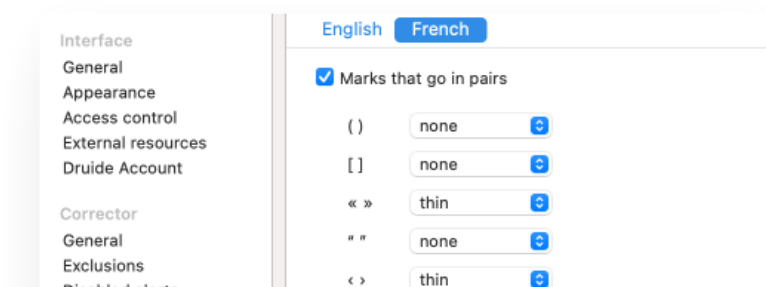 Interface
General
Appearance
Access control
External resources
Druide Account
Corrector
General
Exclusions
English French
Marks that go in pairs
( ) none
[ ] none
« » thin
" " none
‹ › thin